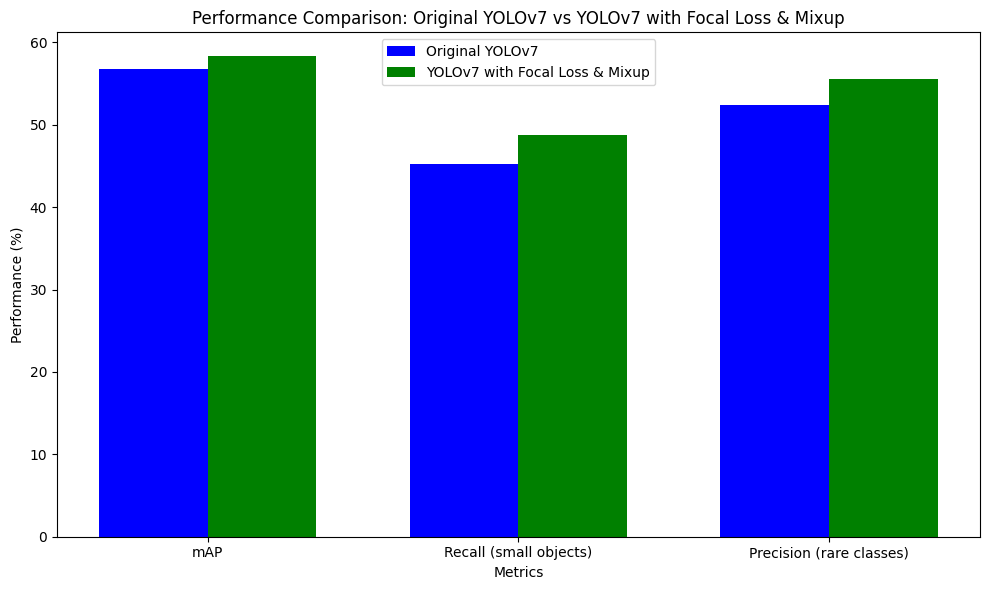 Performance Comparison: Original YOLOv7 vs YOLOv7 with Focal Loss & Mixup
Original YOLOv7
YOLOv7 with Focal Loss & Mixup
Performance (%)
60
50
40
30
20
10
0
mAP
Recall (small objects)
Precision (rare classes)
Metrics